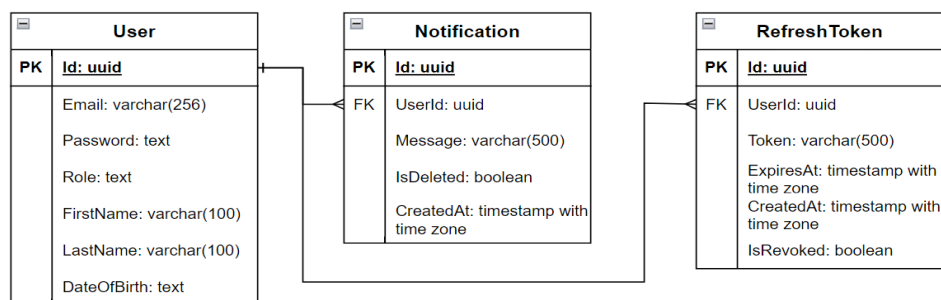 User
PK Id: uuid
Email: varchar(256)
Password: text
Role: text
FirstName: varchar(100)
LastName: varchar(100)
DateOfBirth: text
Notification
PK Id: uuid
FK UserId: uuid
Message: varchar(500)
IsDeleted: boolean
CreatedAt: timestamp with
time zone
RefreshToken
PK Id: uuid
FK UserId: uuid
Token: varchar(500)
ExpiresAt: timestamp with
time zone
CreatedAt: timestamp with
time zone
IsRevoked: boolean